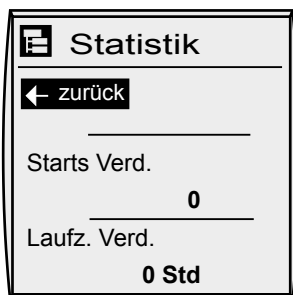 Statistik
← zurück
Starts Verd.
0
Laufz. Verd.
0 Std